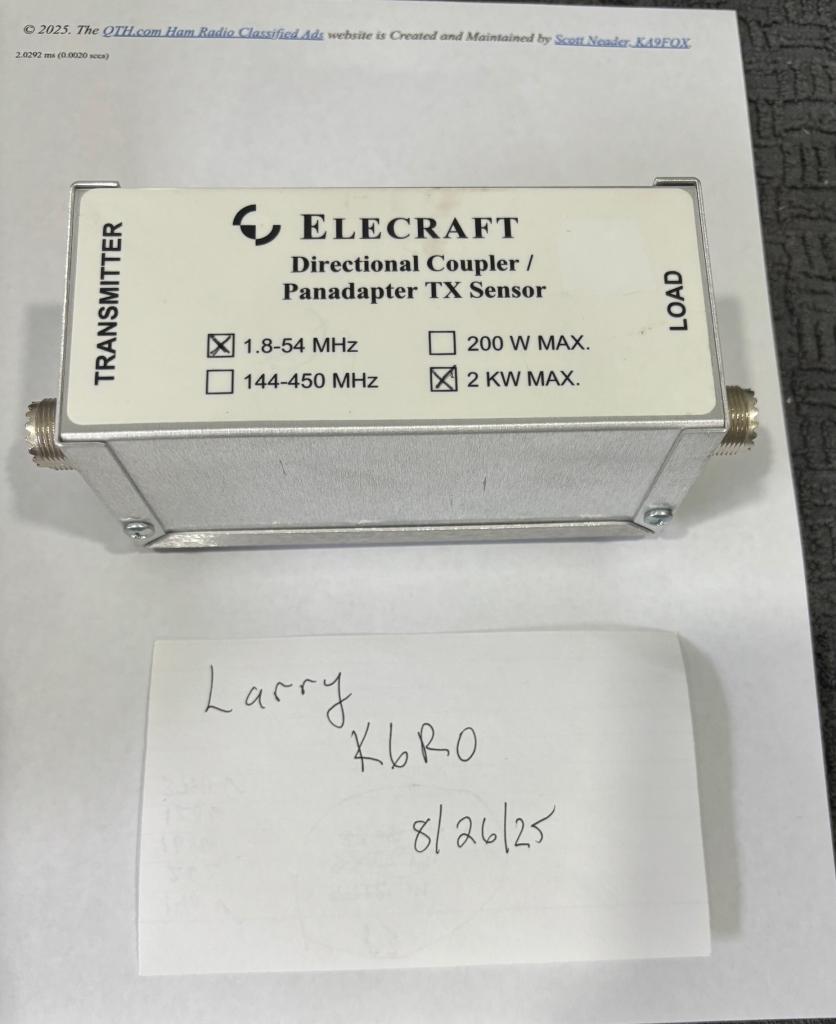 © 2025. The QTH.com Ham Radio Classified Ads website is Created and Maintained by Scott Neader, KA9FOX
2.0292 ms (0.0020 secs)
ELECRAFT
Directional Coupler /
Panadapter TX Sensor
TRANSMITTER
LOAD
1.8-54 MHz
200 W MAX.
144-450 MHz
2 KW MAX.
Larry
K6RO
8/26/25